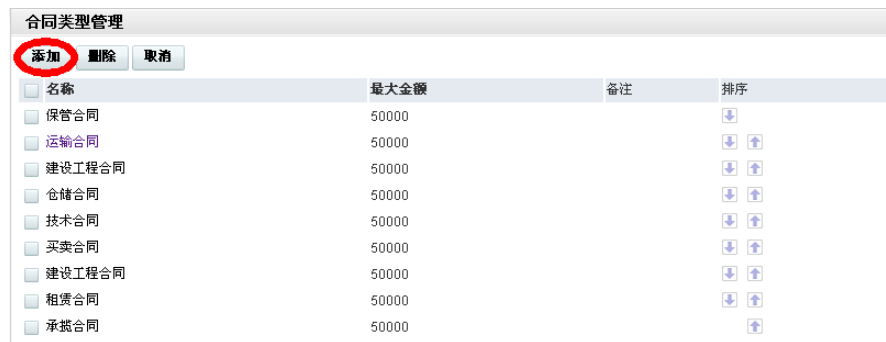 合同类型管理
添加 删除 取消
名称 最大金额 备注 排序
保管合同 50000
运输合同 50000
建设工程合同 50000
仓储合同 50000
技术合同 50000
买卖合同 50000
建设工程合同 50000
租赁合同 50000
承揽合同 50000